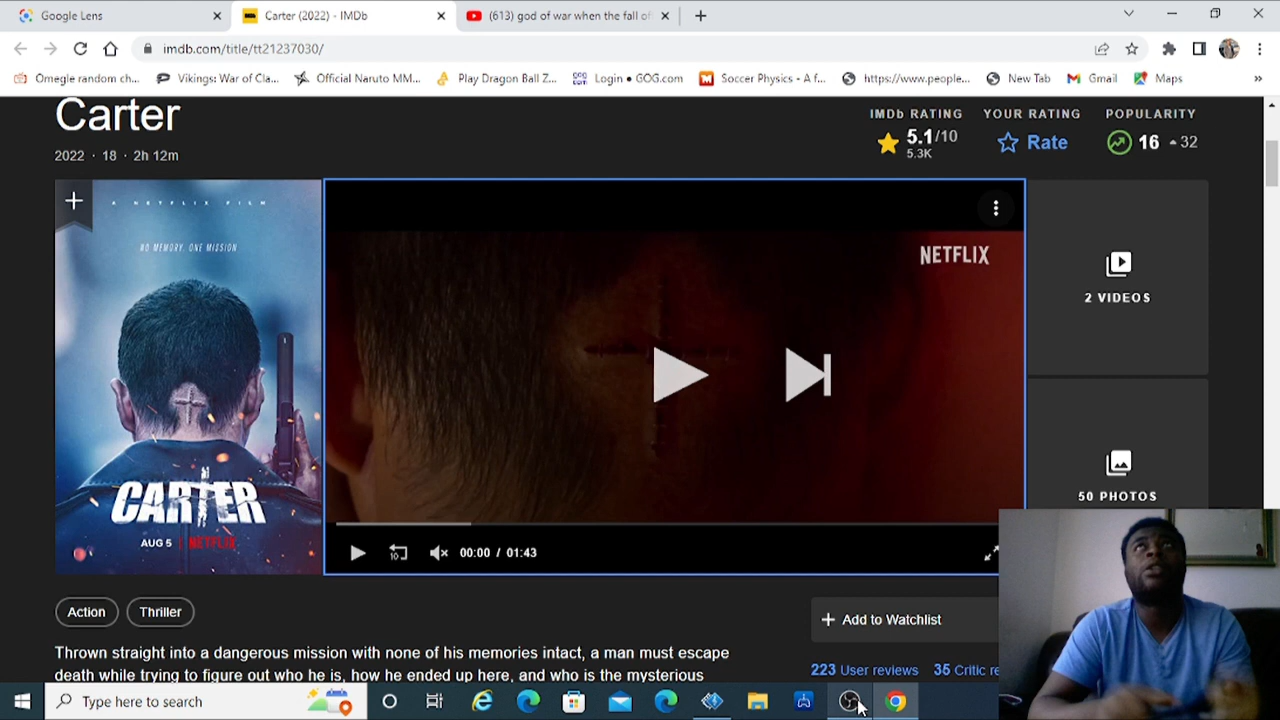 Google Lens
Carter (2022) - IMDb
(613) god of war when the fall of
imdb.com/title/tt21237030/
Omegle random ch...
Vikings: War of Cla...
Official Naruto MM...
Play Dragon Ball Z...
Login • GOG.com
Soccer Physics - A f...
https://www.people...
New Tab
Gmail
Maps
»
Carter
2022 · 18 · 2h 12m
IMDb RATING
5.1/10
5.3K
YOUR RATING
Rate
POPULARITY
16
32
A NETFLIX FILM
NO MEMORY. ONE MISSION
CARTER
AUG 5 | NETFLIX
NETFLIX
10
00:00 / 01:43
2 VIDEOS
50 PHOTOS
Action
Thriller
Thrown straight into a dangerous mission with none of his memories intact, a man must escape
death while trying to figure out who he is, how he ended up here, and who is the mysterious
+ Add to Watchlist
223 User reviews
35 Critic re
Type here to search